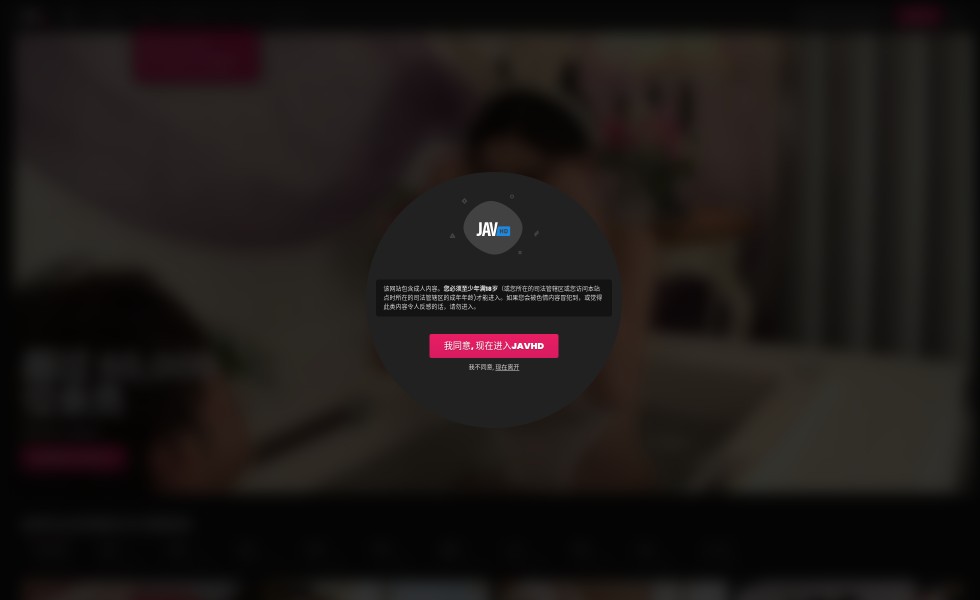 JAV HD
该网站包含成人内容。您必须至少年满18岁（或您所在的司法管辖区或您访问本站
点时所在的司法管辖区的成年年龄)才能进入。如果您会被色情内容冒犯到，或觉得
此类内容令人反感的话，请勿进入。
我同意, 现在进入JAVHD
我不同意, 现在离开